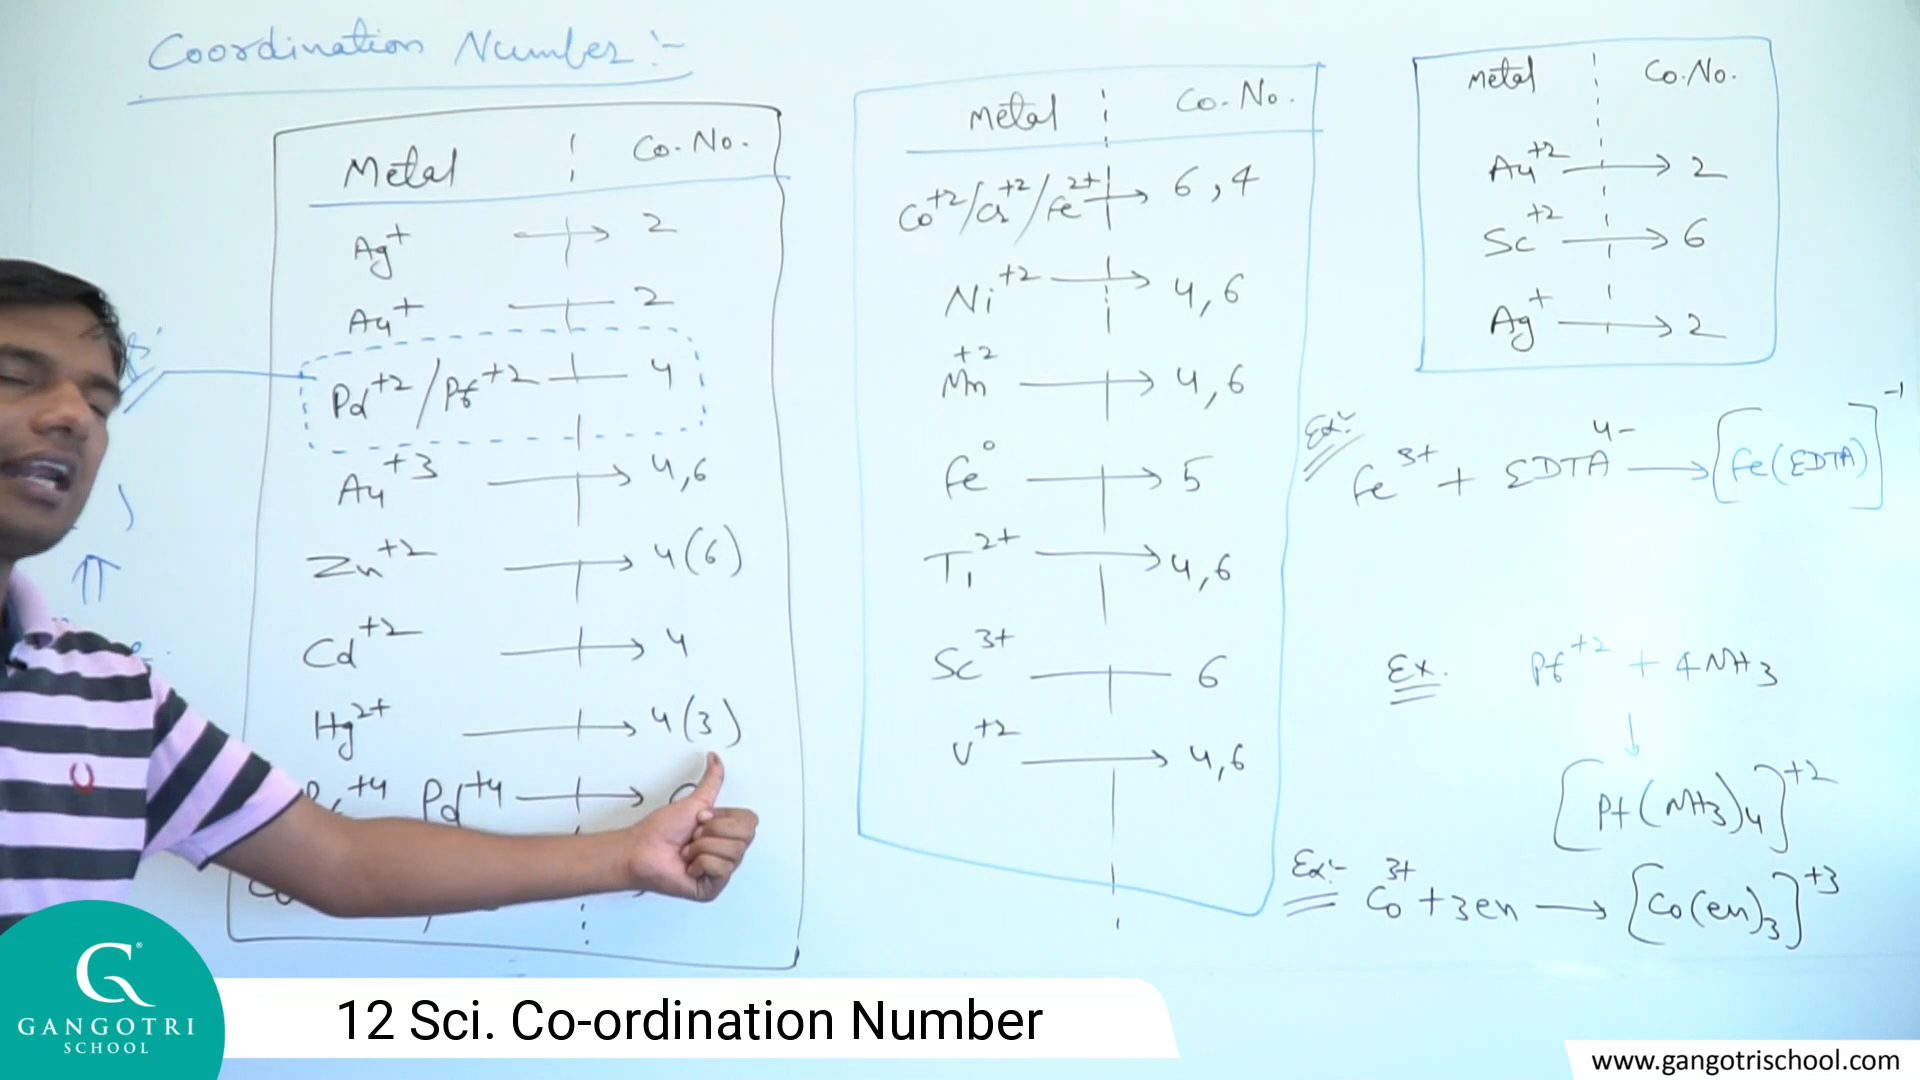 Coordination Number :-
Metal Co. No.
Ag+ → 2
Au+ — 2
Pd+2 / Pt+2 — 4
Au+3 → 4,6
Zn+2 → 4(6)
Cd+2 → 4
Hg2+ → 4(3)
+4 Pd+4 →
Metal Co. No.
Co+2/Cr+2/Fe2+ → 6,4
Ni+2 → 4,6
Mn+2 → 4,6
Fe0 → 5
Ti2+ → 4,6
Sc3+ — 6
V+2 → 4,6
Metal Co. No.
Au+2 → 2
Sc+2 → 6
Ag+ → 2
Ex:- Fe3+ + EDTA4- → [Fe(EDTA)]-1
Ex. Pt+2 + 4NH3
↓
[Pt(NH3)4]+2
Ex:- Co3+ + 3en → [Co(en)3]+3
GANGOTRI
SCHOOL
12 Sci. Co-ordination Number
www.gangotrischool.com